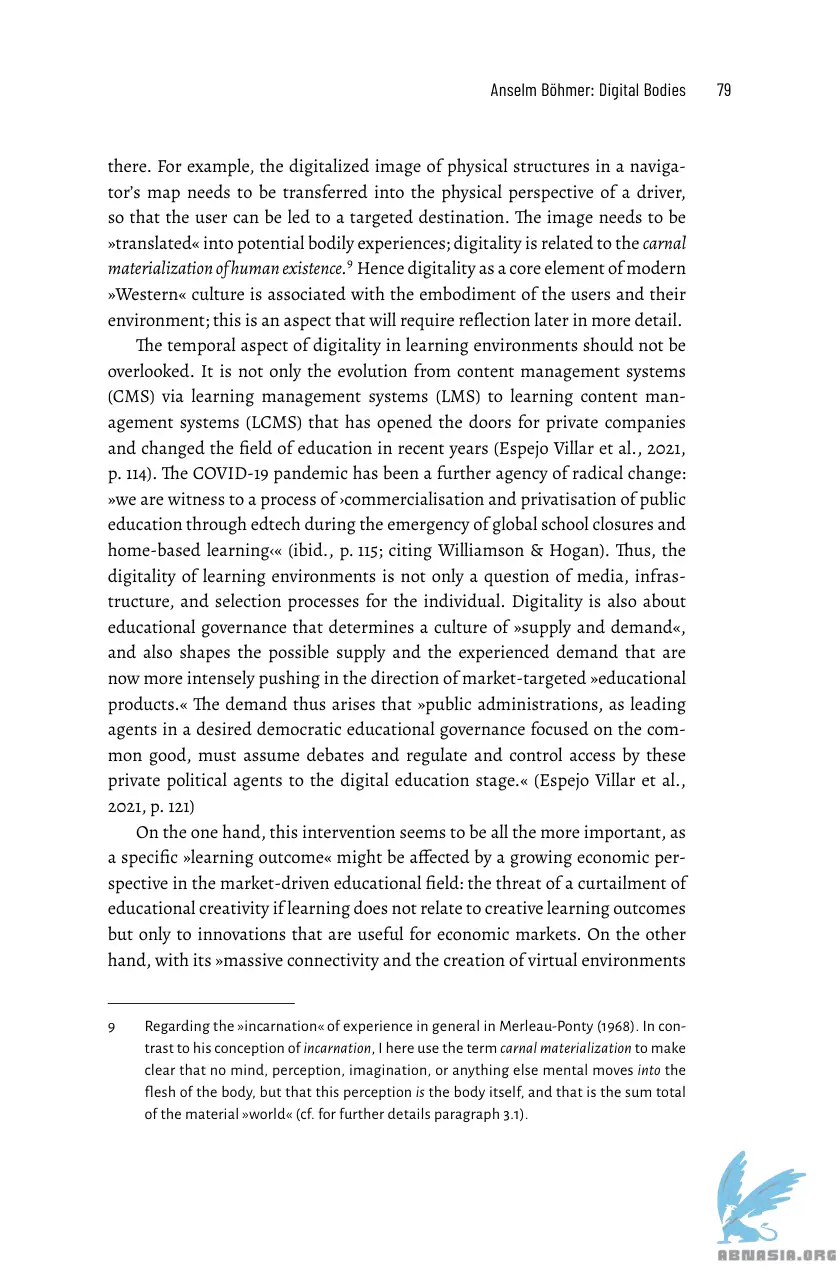 Anselm Böhmer: Digital Bodies 79
there. For example, the digitalized image of physical structures in a naviga-
tor’s map needs to be transferred into the physical perspective of a driver,
so that the user can be led to a targeted destination. The image needs to be
»translated« into potential bodily experiences; digitality is related to the carnal
materialization of human existence.⁹ Hence digitality as a core element of modern
»Western« culture is associated with the embodiment of the users and their
environment; this is an aspect that will require reflection later in more detail.
The temporal aspect of digitality in learning environments should not be
overlooked. It is not only the evolution from content management systems
(CMS) via learning management systems (LMS) to learning content man-
agement systems (LCMS) that has opened the doors for private companies
and changed the field of education in recent years (Espejo Villar et al., 2021,
p. 114). The COVID-19 pandemic has been a further agency of radical change:
»we are witness to a process of ›commercialisation and privatisation of public
education through edtech during the emergency of global school closures and
home-based learning‹« (ibid., p. 115; citing Williamson & Hogan). Thus, the
digitality of learning environments is not only a question of media, infras-
tructure, and selection processes for the individual. Digitality is also about
educational governance that determines a culture of »supply and demand«,
and also shapes the possible supply and the experienced demand that are
now more intensely pushing in the direction of market-targeted »educational
products.« The demand thus arises that »public administrations, as leading
agents in a desired democratic educational governance focused on the com-
mon good, must assume debates and regulate and control access by these
private political agents to the digital education stage.« (Espejo Villar et al.,
2021, p. 121)
On the one hand, this intervention seems to be all the more important, as
a specific »learning outcome« might be affected by a growing economic per-
spective in the market-driven educational field: the threat of a curtailment of
educational creativity if learning does not relate to creative learning outcomes
but only to innovations that are useful for economic markets. On the other
hand, with its »massive connectivity and the creation of virtual environments
9 Regarding the »incarnation« of experience in general in Merleau-Ponty (1968). In con-
trast to his conception of incarnation, I here use the term carnal materialization to make
clear that no mind, perception, imagination, or anything else mental moves into the
flesh of the body, but that this perception is the body itself, and that is the sum total
of the material »world« (cf. for further details paragraph 3.1).
ABNASIA.ORG